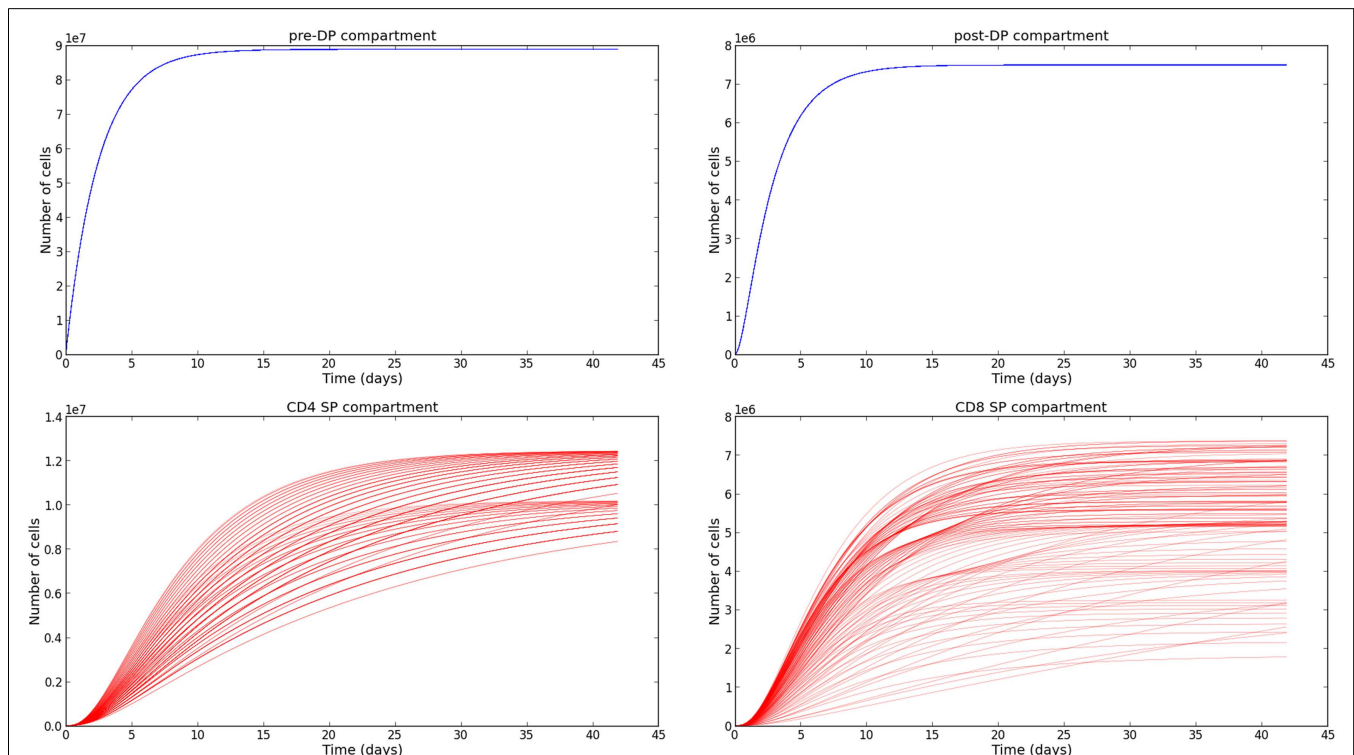 pre-DP compartment
1e7
Number of cells
9
8
7
6
5
4
3
2
1
0
0 5 10 15 20 25 30 35 40 45
Time (days)
post-DP compartment
1e6
Number of cells
8
7
6
5
4
3
2
1
0
0 5 10 15 20 25 30 35 40 45
Time (days)
CD4 SP compartment
1e7
Number of cells
1.4
1.2
1.0
0.8
0.6
0.4
0.2
0.0
0 5 10 15 20 25 30 35 40 45
Time (days)
CD8 SP compartment
1e6
Number of cells
8
7
6
5
4
3
2
1
0
0 5 10 15 20 25 30 35 40 45
Time (days)